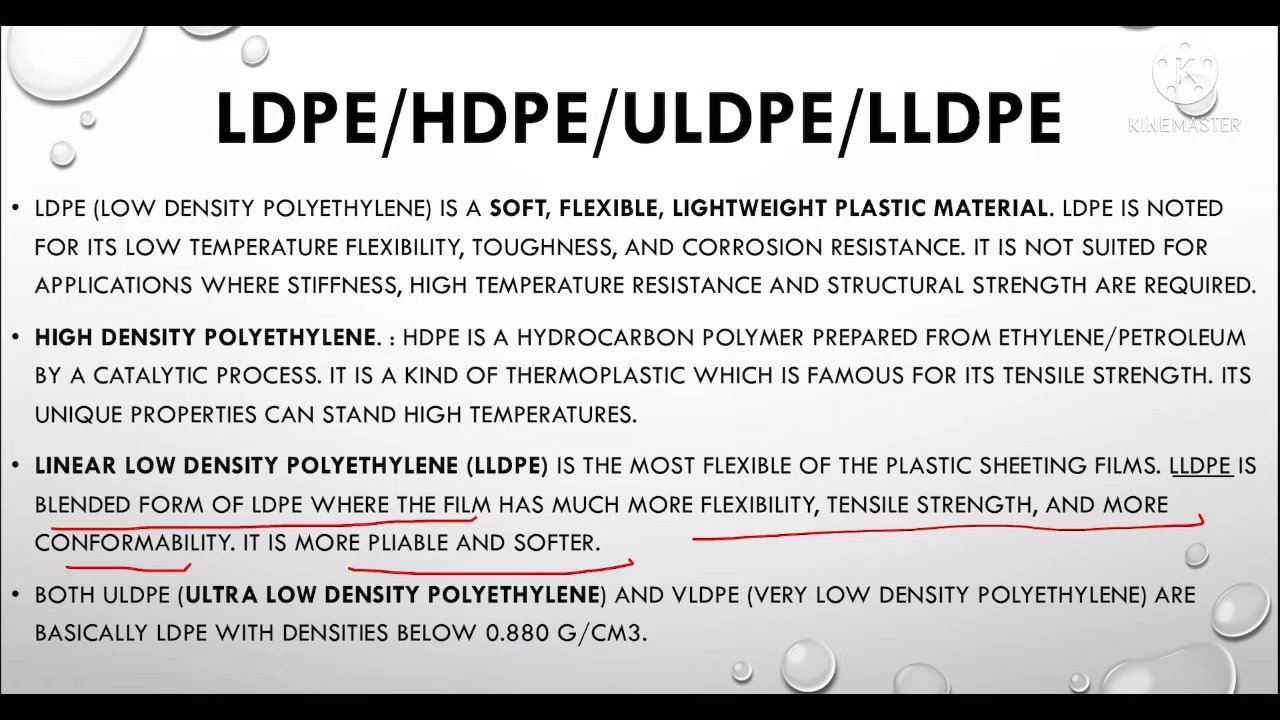 LDPE/HDPE/ULDPE/LLDPE
K
KINEMASTER
• LDPE (LOW DENSITY POLYETHYLENE) IS A SOFT, FLEXIBLE, LIGHTWEIGHT PLASTIC MATERIAL. LDPE IS NOTED
FOR ITS LOW TEMPERATURE FLEXIBILITY, TOUGHNESS, AND CORROSION RESISTANCE. IT IS NOT SUITED FOR
APPLICATIONS WHERE STIFFNESS, HIGH TEMPERATURE RESISTANCE AND STRUCTURAL STRENGTH ARE REQUIRED.
• HIGH DENSITY POLYETHYLENE. : HDPE IS A HYDROCARBON POLYMER PREPARED FROM ETHYLENE/PETROLEUM
BY A CATALYTIC PROCESS. IT IS A KIND OF THERMOPLASTIC WHICH IS FAMOUS FOR ITS TENSILE STRENGTH. ITS
UNIQUE PROPERTIES CAN STAND HIGH TEMPERATURES.
• LINEAR LOW DENSITY POLYETHYLENE (LLDPE) IS THE MOST FLEXIBLE OF THE PLASTIC SHEETING FILMS. LLDPE IS
BLENDED FORM OF LDPE WHERE THE FILM HAS MUCH MORE FLEXIBILITY, TENSILE STRENGTH, AND MORE
CONFORMABILITY. IT IS MORE PLIABLE AND SOFTER.
• BOTH ULDPE (ULTRA LOW DENSITY POLYETHYLENE) AND VLDPE (VERY LOW DENSITY POLYETHYLENE) ARE
BASICALLY LDPE WITH DENSITIES BELOW 0.880 G/CM3.